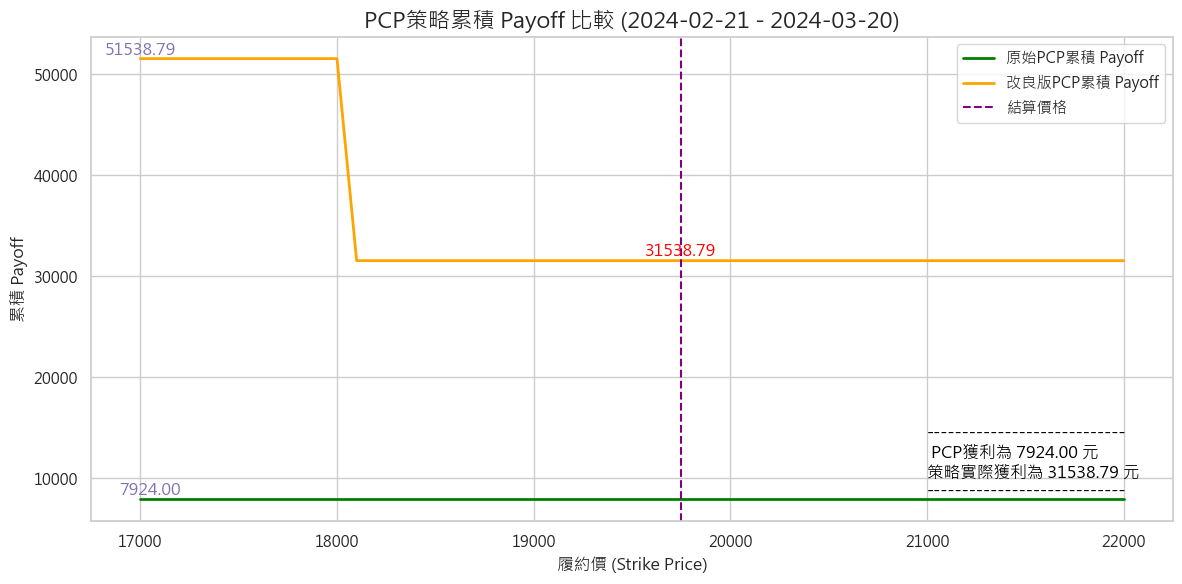 PCP策略累積 Payoff 比較 (2024-02-21 - 2024-03-20)
51538.79
原始PCP累積 Payoff
改良版PCP累積 Payoff
結算價格
50000
40000
累積 Payoff
31538.79
30000
20000
PCP獲利為 7924.00 元
策略實際獲利為 31538.79 元
10000
7924.00
17000 18000 19000 20000 21000 22000
履約價 (Strike Price)